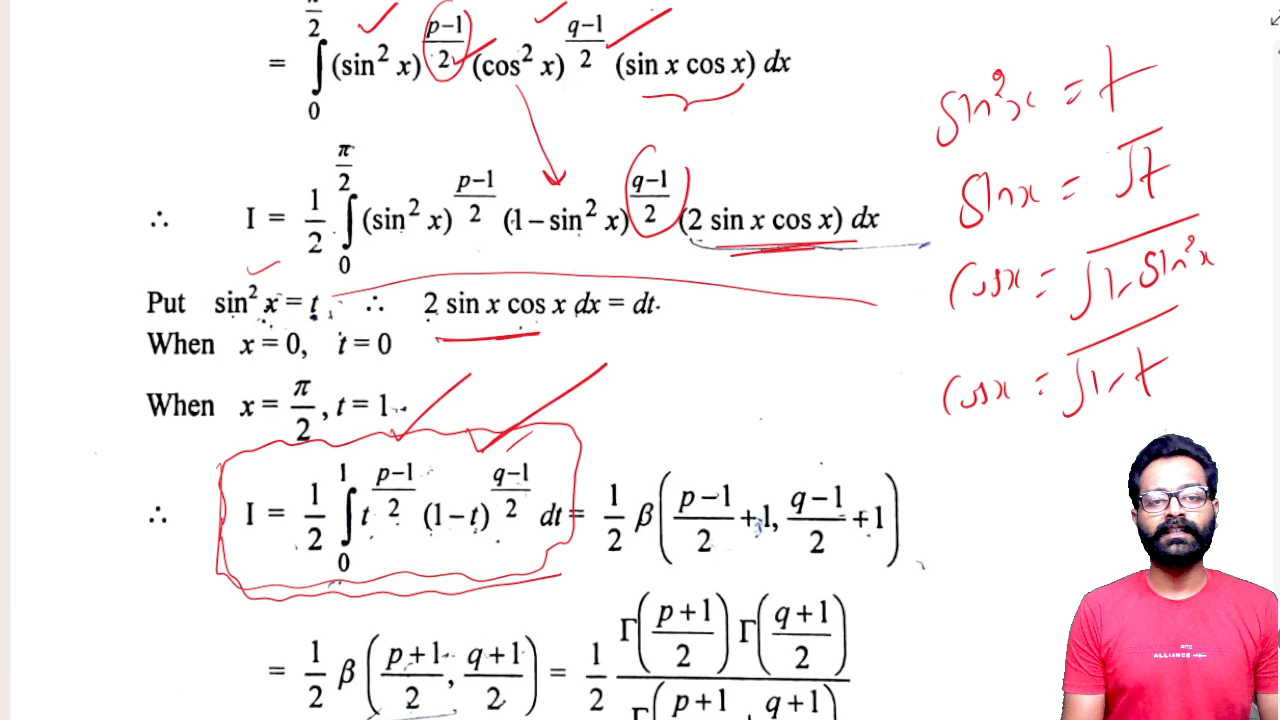 = ∫₀^{π/2} (sin² x)^{(p−1)/2} (cos² x)^{(q−1)/2} (sin x cos x) dx
∴ I = 1/2 ∫₀^{π/2} (sin² x)^{(p−1)/2} (1 − sin² x)^{(q−1)/2} (2 sin x cos x) dx
Put sin² x = t ∴ 2 sin x cos x dx = dt.
When x = 0, t = 0
When x = π/2, t = 1
∴ I = 1/2 ∫₀¹ t^{(p−1)/2} (1−t)^{(q−1)/2} dt = 1/2 β((p−1)/2 + 1, (q−1)/2 + 1)
= 1/2 β((p+1)/2, (q+1)/2) = 1/2 Γ((p+1)/2) Γ((q+1)/2) / Γ(p+1 , q+1)
sin²x = t
sinx = √t
cosx = √1-sin²x
cosx = √1-t
ALLIANCE